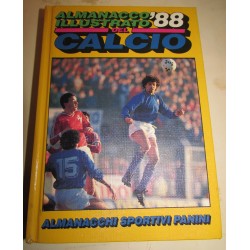 ALMANACCO
ILLUSTRATO '88
DEL
CALCIO
15
ALMANACCHI SPORTIVI PANINI